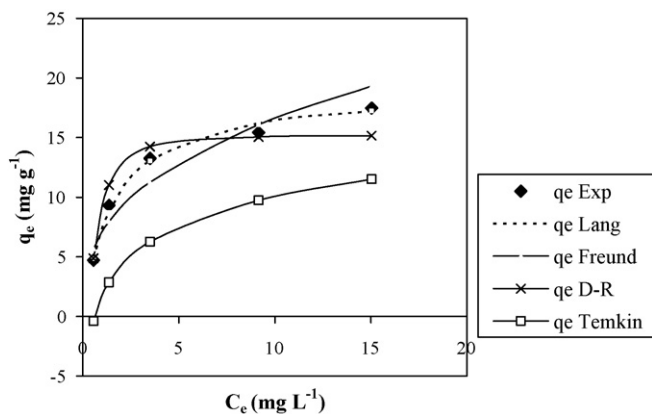 25
20
15
10
5
0
-5
0 5 10 15 20
qe (mg g-1)
Ce (mg L-1)
qe Exp
qe Lang
qe Freund
qe D-R
qe Temkin